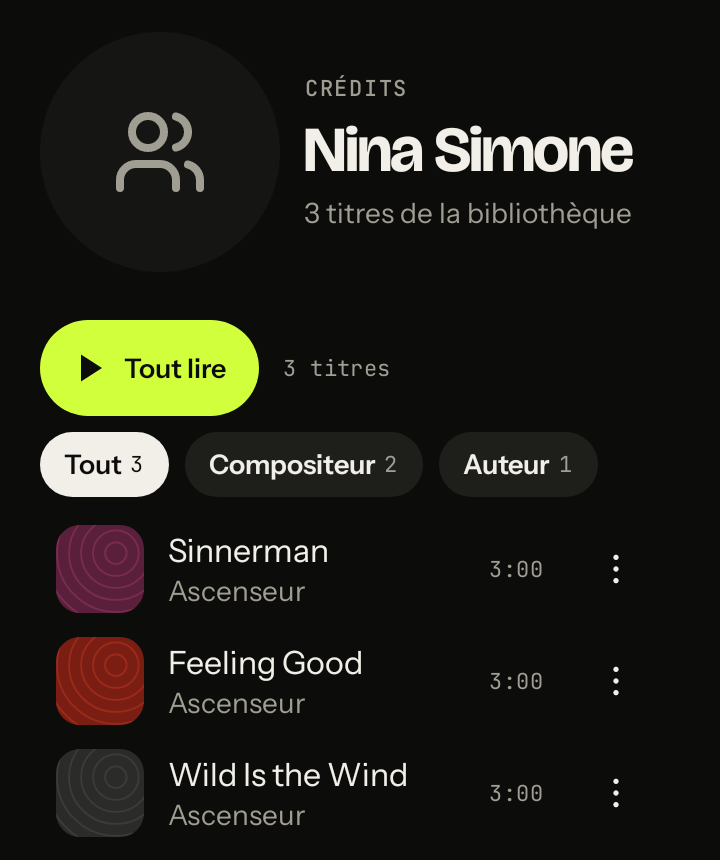 CRÉDITS
Nina Simone
3 titres de la bibliothèque
Tout lire
3 titres
Tout 3
Compositeur 2
Auteur 1
Sinnerman
Ascenseur
3:00
Feeling Good
Ascenseur
3:00
Wild Is the Wind
Ascenseur
3:00